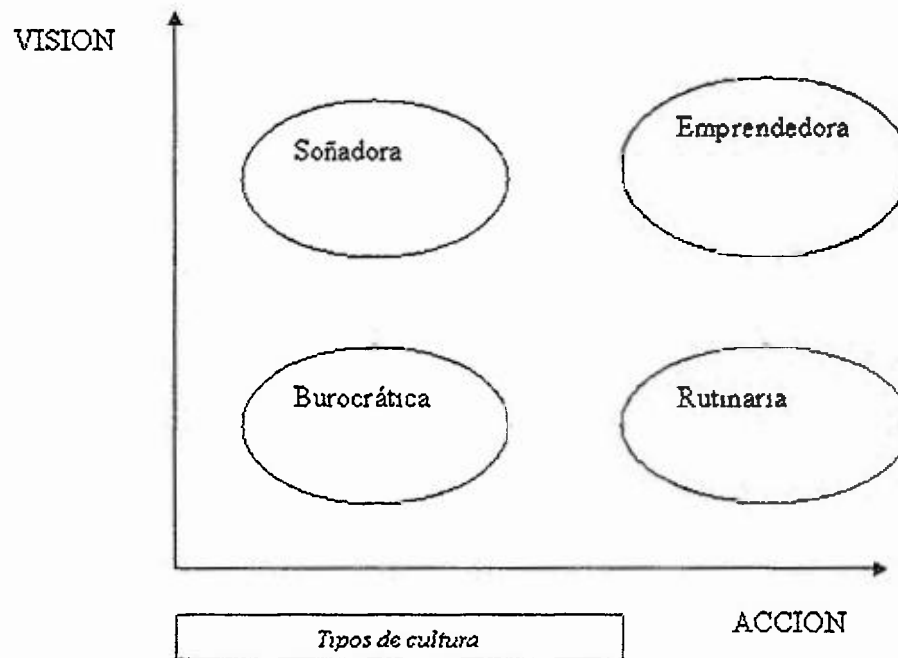 VISION
Soñadora
Emprendedora
Burocrática
Rutinaria
ACCION
Tipos de cultura